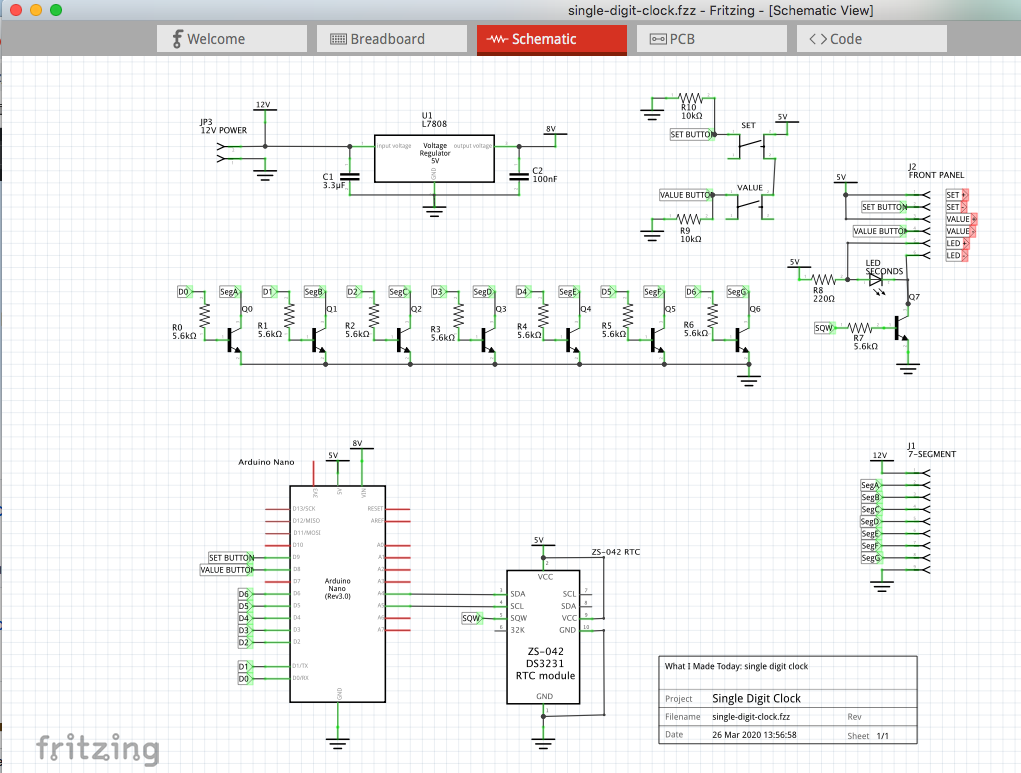 single-digit-clock.fzz - Fritzing - [Schematic View]
Welcome
Breadboard
Schematic
PCB
Code
12V
JP3
12V POWER
U1
L7808
input voltage
Voltage
Regulator
5V
output voltage
GND
8V
C1
3.3µF
C2
100nF
R10
10kΩ
SET BUTTO
SET
5V
VALUE BUTTO
VALUE
R9
10kΩ
J2
FRONT PANEL
5V
SET BUTTON
VALUE BUTTO
SET +
SET -
VALUE +
VALUE -
LED +
LED -
5V
LED
SECONDS
R8
220Ω
Q7
SQW
R7
5.6kΩ
D0
SegA
Q0
R0
5.6kΩ
D1
SegB
Q1
R1
5.6kΩ
D2
SegC
Q2
R2
5.6kΩ
D3
SegD
Q3
R3
5.6kΩ
D4
SegE
Q4
R4
5.6kΩ
D5
SegF
Q5
R5
5.6kΩ
D6
SegG
Q6
R6
5.6kΩ
Arduino Nano
5V
8V
3V3
5V
VIN
D13/SCK
D12/MISO
D11/MOSI
D10
D9
D8
D7
D6
D5
D4
D3
D2
D1/TX
D0/RX
RESET
AREF
A0
A1
A2
A3
A4
A5
A6
A7
Arduino
Nano
(Rev3.0)
GND
SET BUTTON
VALUE BUTTO
D6
D5
D4
D3
D2
D1
D0
5V
ZS-042 RTC
VCC
SDA
SCL
SQW
32K
SCL
SDA
VCC
GND
SQW
ZS-042
DS3231
RTC module
GND
J1
7-SEGMENT
12V
SegA
SegB
SegC
SegD
SegE
SegF
SegG
What I Made Today: single digit clock
Project Single Digit Clock
Filename single-digit-clock.fzz Rev
Date 26 Mar 2020 13:56:58 Sheet 1/1
fritzing